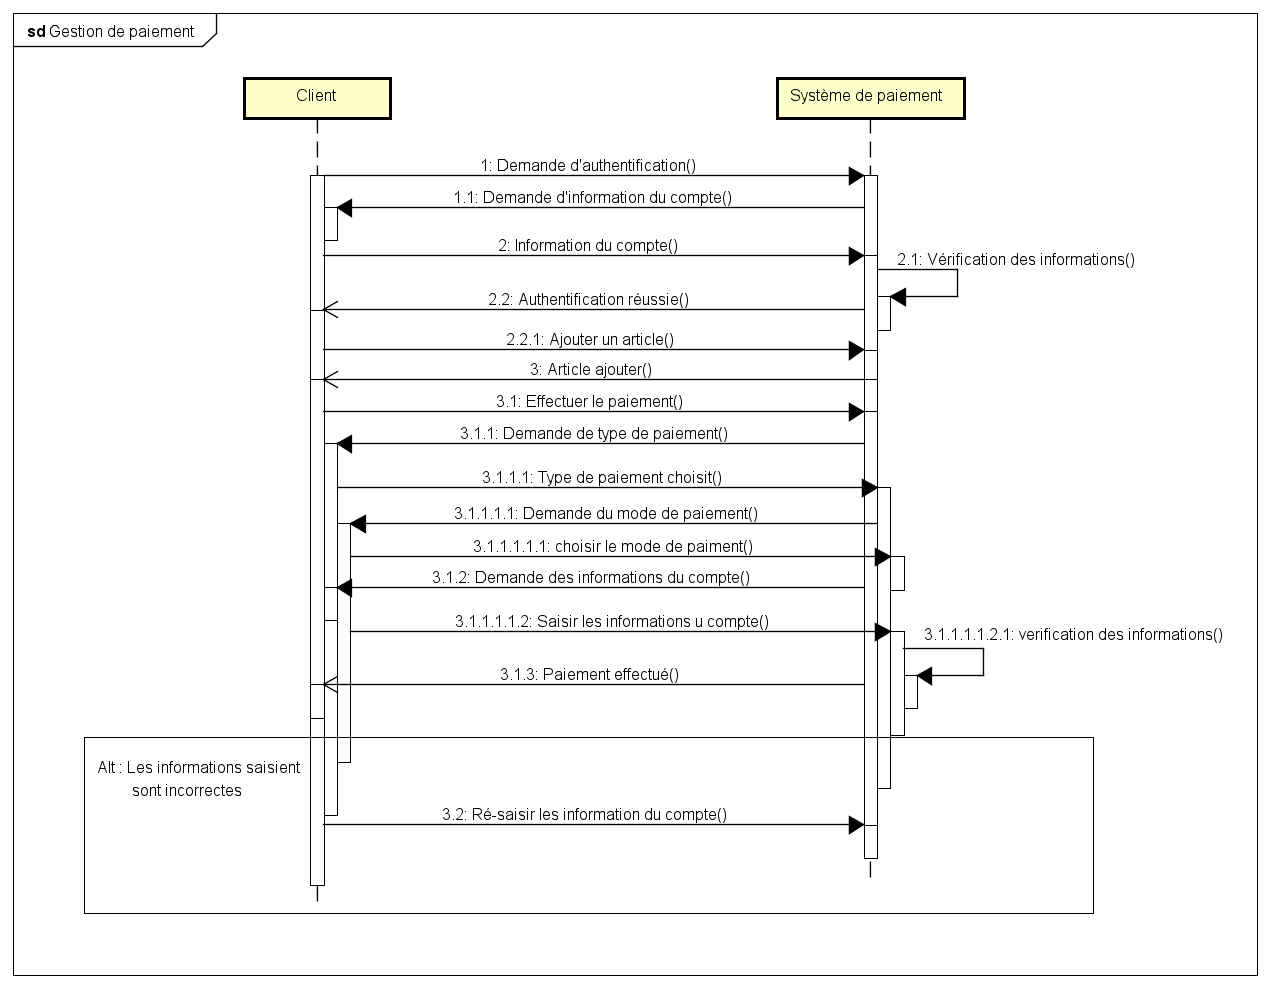 sd Gestion de paiement
Client
Système de paiement
1: Demande d'authentification()
1.1: Demande d'information du compte()
2: Information du compte()
2.1: Vérification des informations()
2.2: Authentification réussie()
2.2.1: Ajouter un article()
3: Article ajouter()
3.1: Effectuer le paiement()
3.1.1: Demande de type de paiement()
3.1.1.1: Type de paiement choisit()
3.1.1.1.1: Demande du mode de paiement()
3.1.1.1.1.1: choisir le mode de paiment()
3.1.2: Demande des informations du compte()
3.1.1.1.1.2: Saisir les informations u compte()
3.1.1.1.1.2.1: verification des informations()
3.1.3: Paiement effectué()
Alt : Les informations saisient
sont incorrectes
3.2: Ré-saisir les information du compte()